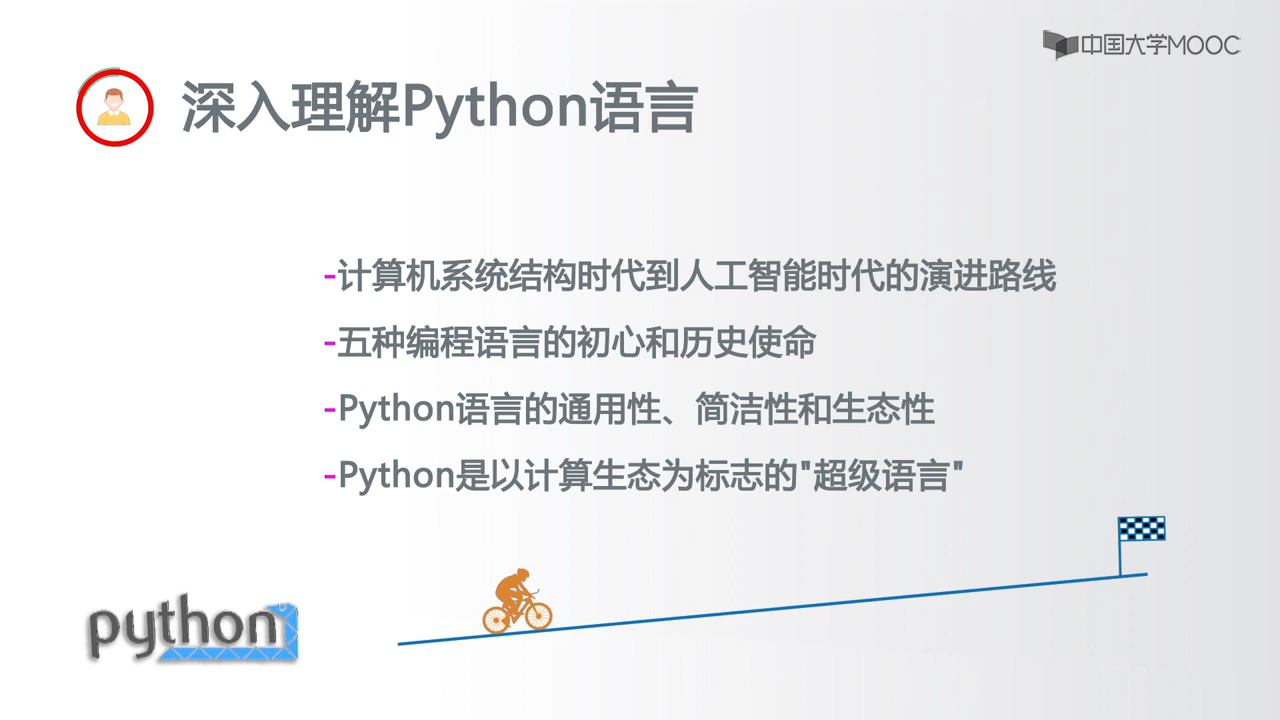 中国大学MOOC
深入理解Python语言
-计算机系统结构时代到人工智能时代的演进路线
-五种编程语言的初心和历史使命
-Python语言的通用性、简洁性和生态性
-Python是以计算生态为标志的"超级语言"
python